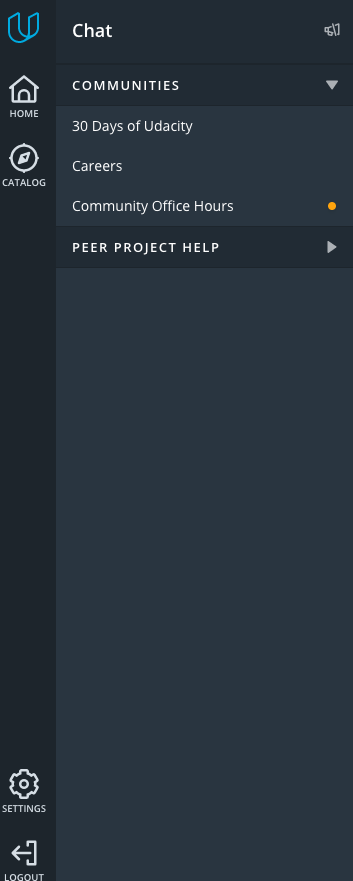 Chat
HOME
CATALOG
COMMUNITIES
30 Days of Udacity
Careers
Community Office Hours
PEER PROJECT HELP
SETTINGS
LOGOUT